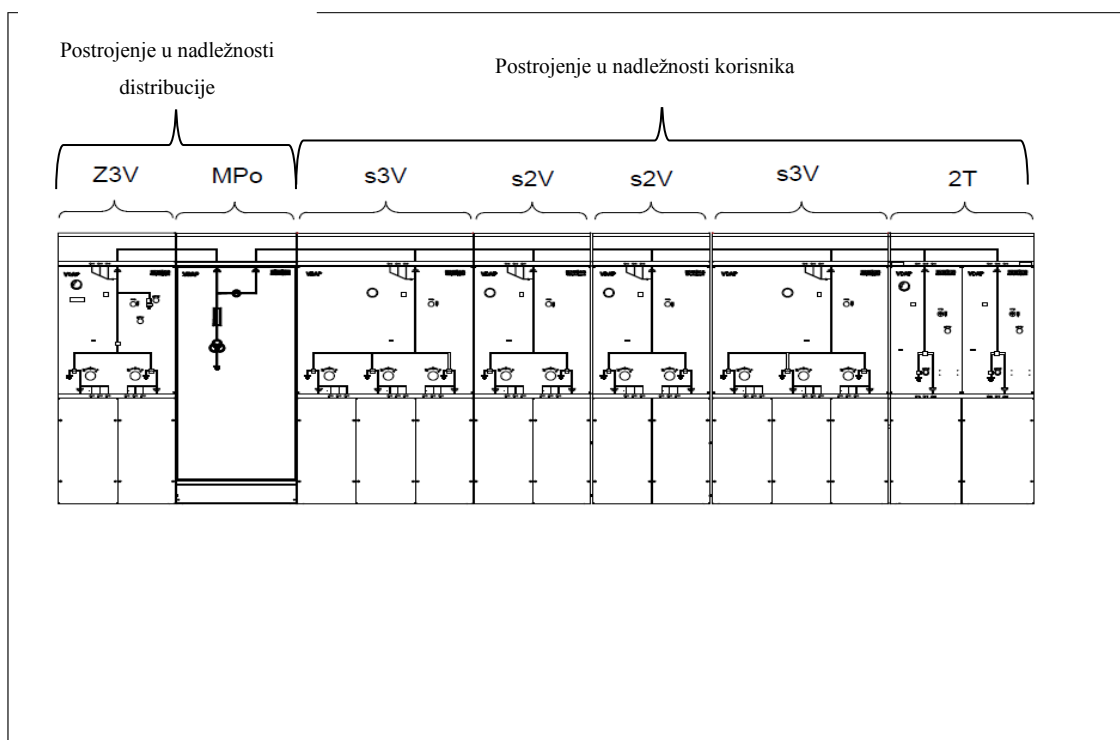 Postrojenje u nadležnosti
distribucije
Postrojenje u nadležnosti korisnika
Z3V MPo s3V s2V s2V s3V 2T